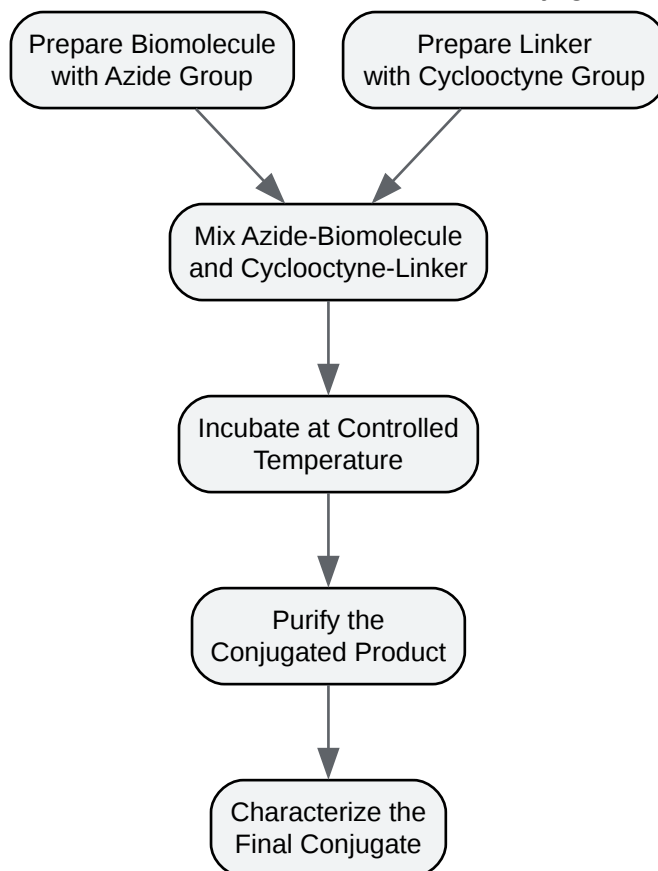 Prepare Biomolecule
with Azide Group
Prepare Linker
with Cyclooctyne Group
Mix Azide-Biomolecule
and Cyclooctyne-Linker
Incubate at Controlled
Temperature
Purify the
Conjugated Product
Characterize the
Final Conjugate